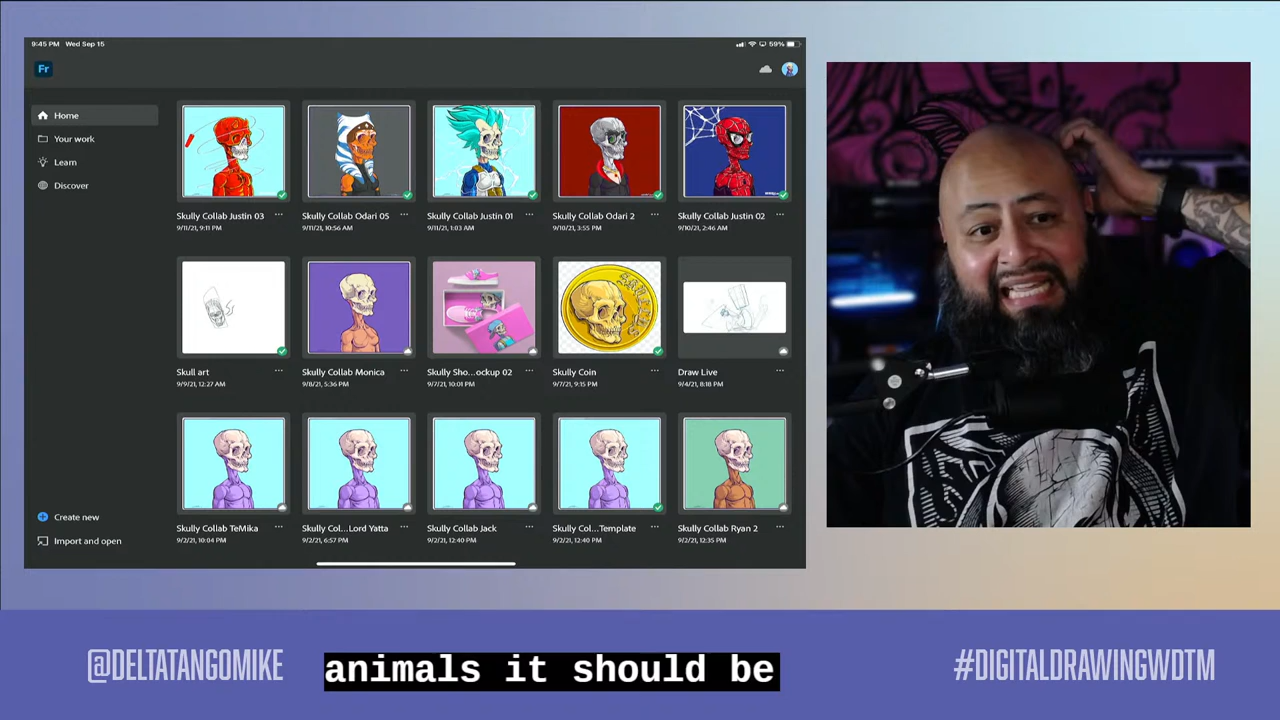 9:45 PM Wed Sep 15
59%
Fr
Home
Your work
Learn
Discover
Create new
Import and open
Skully Collab Justin 03 ...
9/11/21, 9:11 PM
Skully Collab Odari 05 ...
9/11/21, 10:56 AM
Skully Collab Justin 01 ...
9/11/21, 1:03 AM
Skully Collab Odari 2 ...
9/10/21, 3:55 PM
Skully Collab Justin 02 ...
9/10/21, 2:46 AM
Skull art ...
9/9/21, 12:27 AM
Skully Collab Monica ...
9/8/21, 5:36 PM
Skully Sho...ockup 02 ...
9/7/21, 10:01 PM
Skully Coin ...
9/7/21, 9:15 PM
Draw Live ...
9/4/21, 8:18 PM
Skully Collab TeMika ...
9/2/21, 10:04 PM
Skully Col...Lord Yatta ...
9/2/21, 6:57 PM
Skully Collab Jack ...
9/2/21, 12:40 PM
Skully Col...Template ...
9/2/21, 12:40 PM
Skully Collab Ryan 2 ...
9/2/21, 12:35 PM
@DELTATANGOMIKE
animals it should be
#DIGITALDRAWINGWDTM